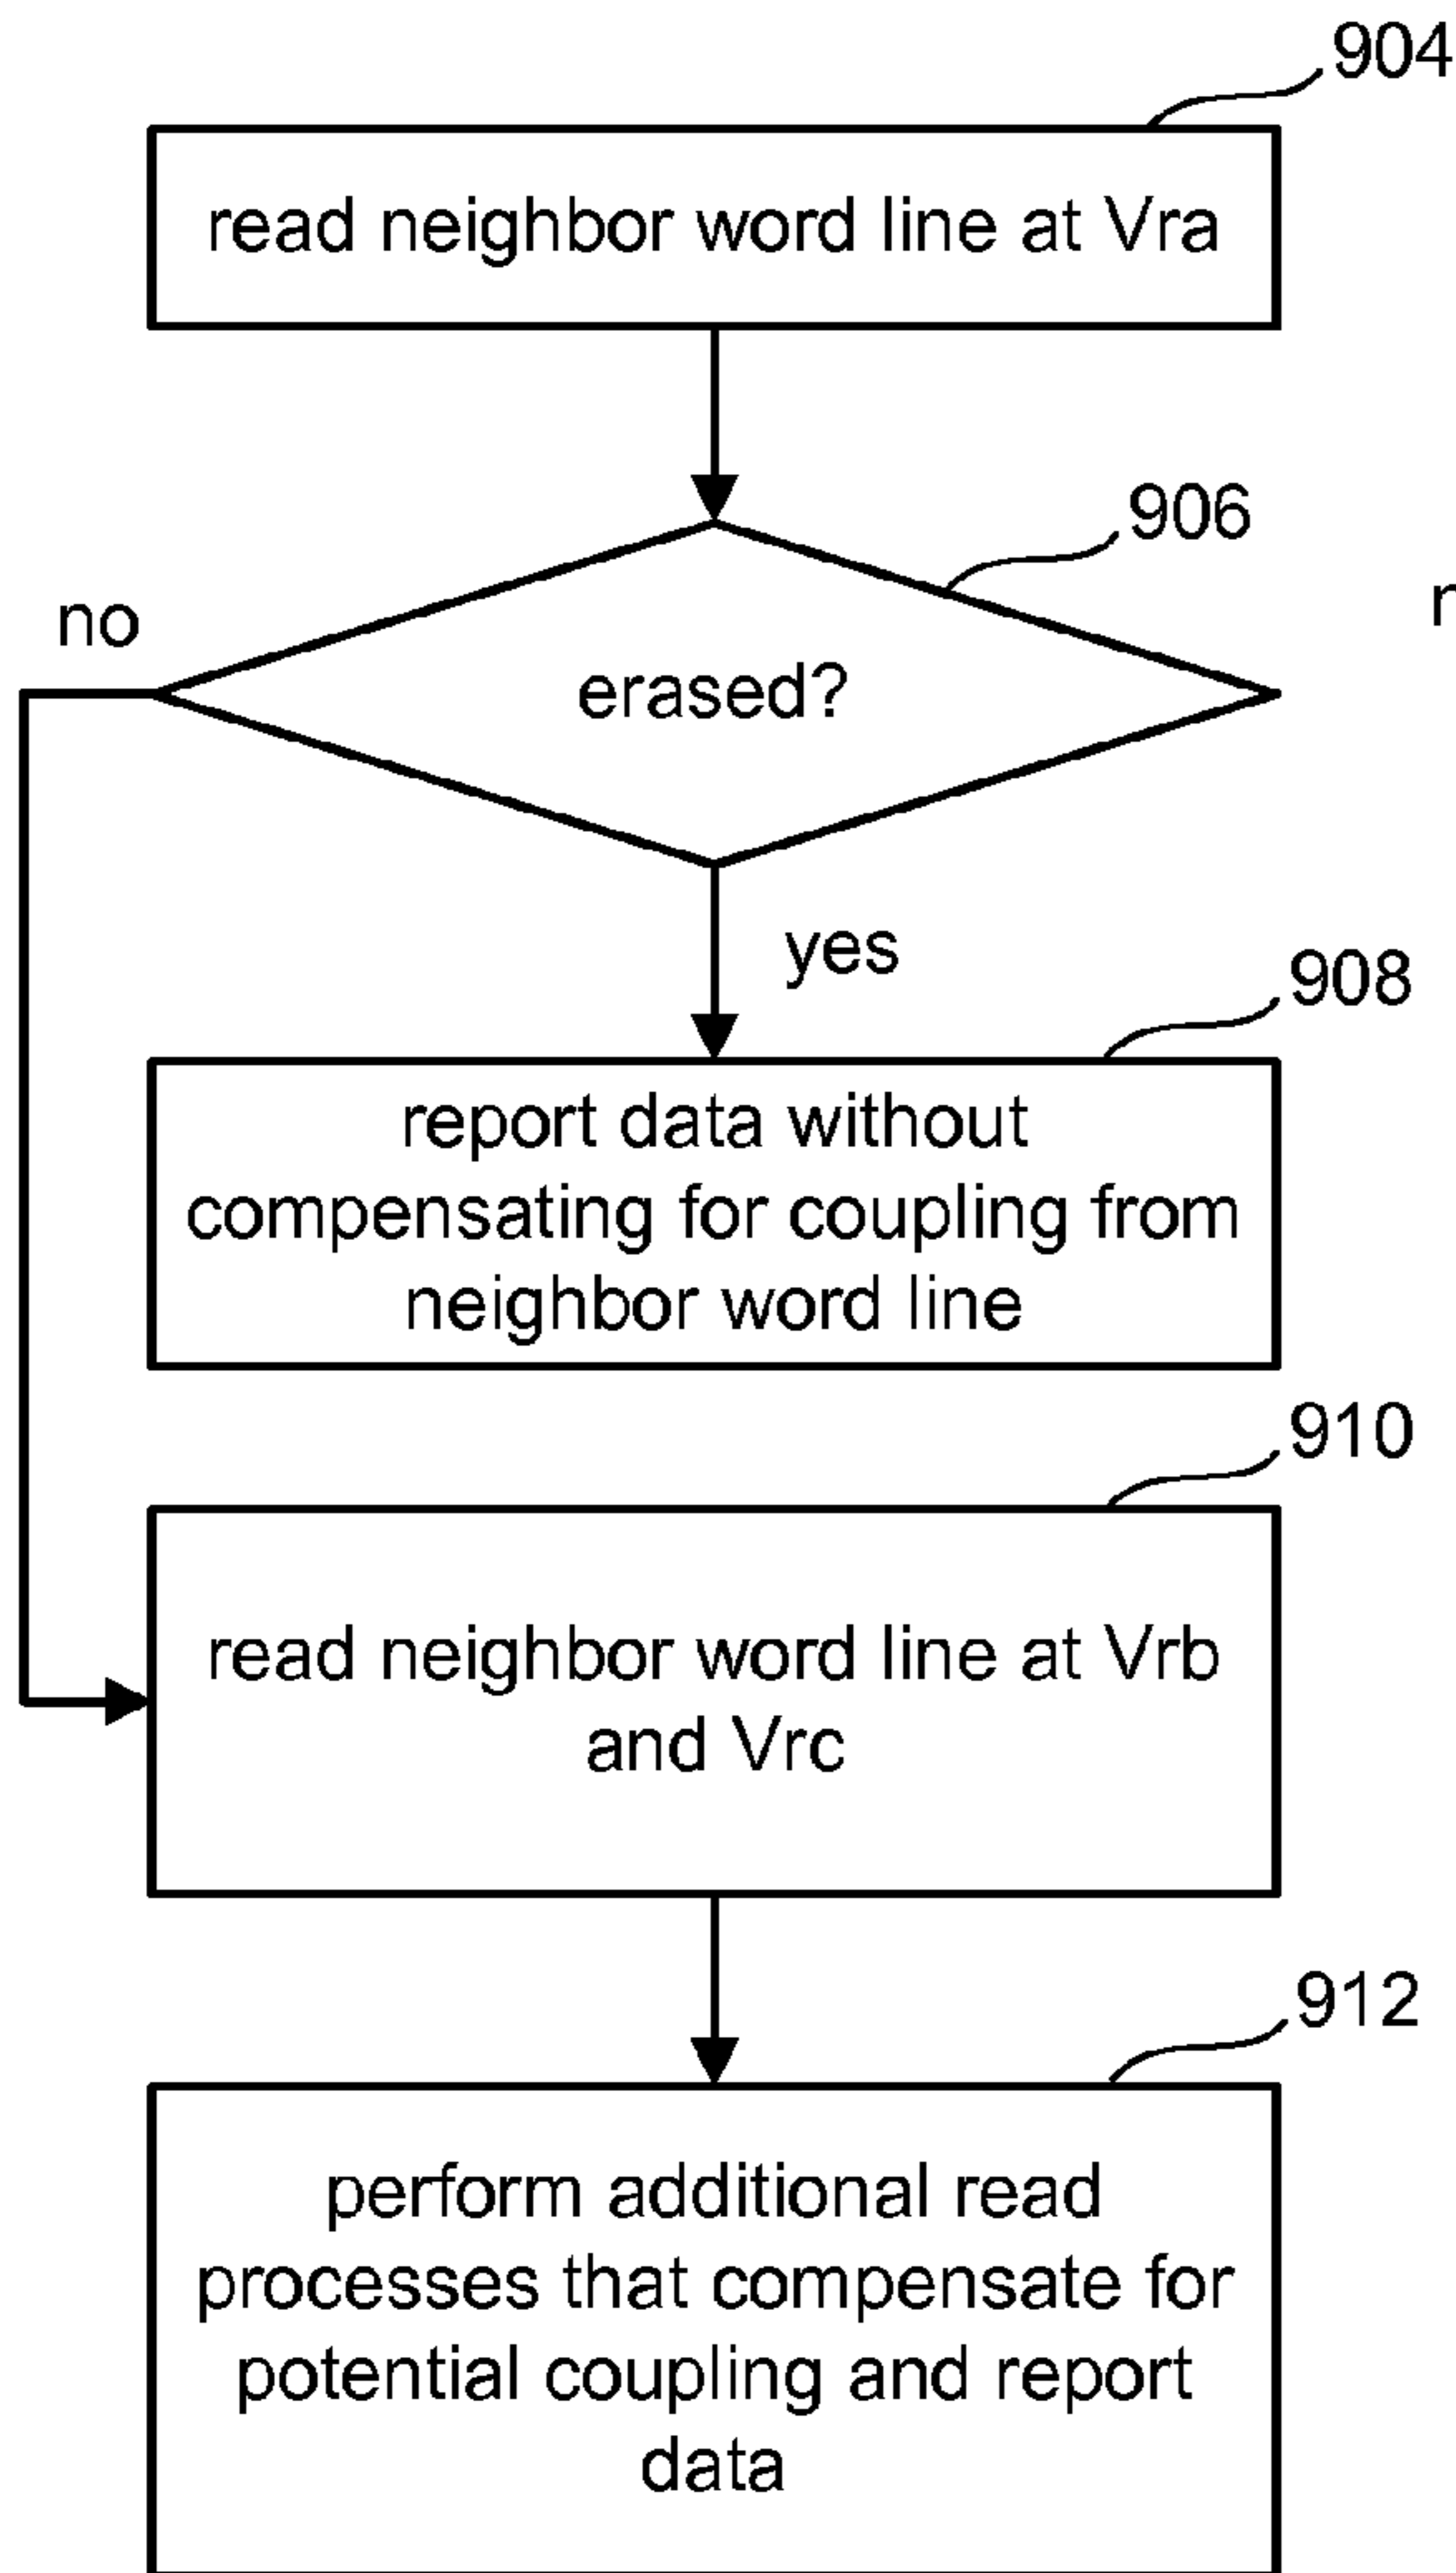 904
read neighbor word line at Vra
906
no
erased?
yes
908
report data without
compensating for coupling from
neighbor word line
910
read neighbor word line at Vrb
and Vrc
912
perform additional read
processes that compensate for
potential coupling and report
data